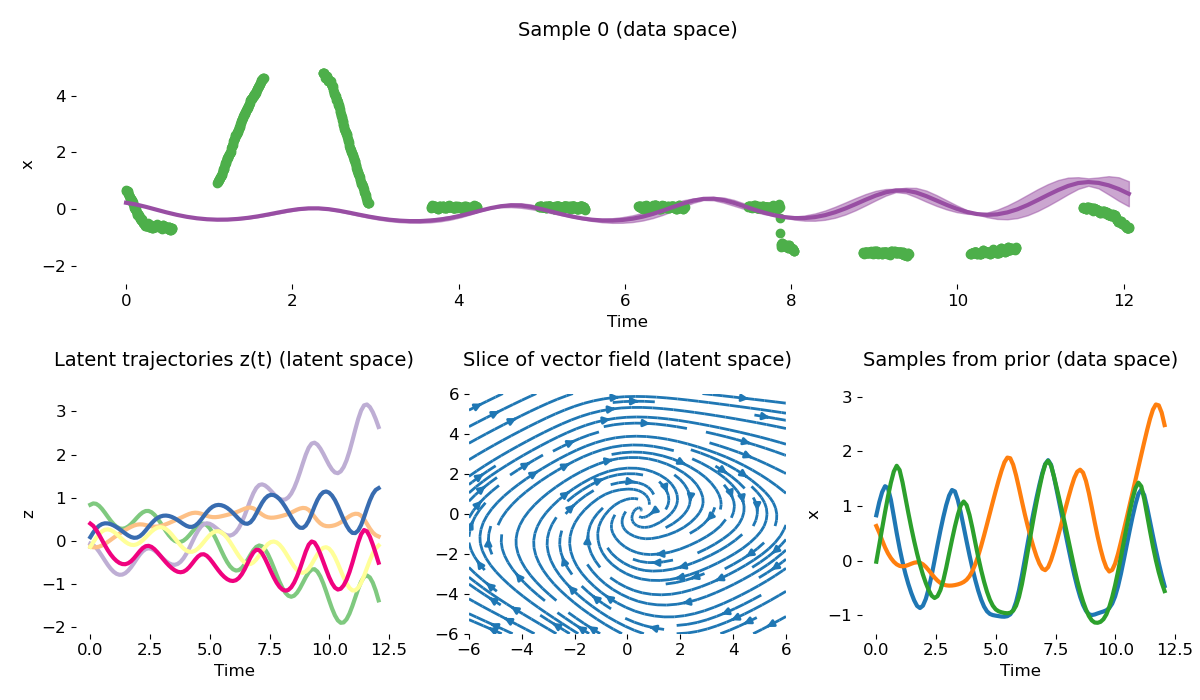 Sample 0 (data space)
x
4
2
0
−2
0 2 4 6 8 10 12
Time
Latent trajectories z(t) (latent space)
z
3
2
1
0
−1
−2
0.0 2.5 5.0 7.5 10.0 12.5
Time
Slice of vector field (latent space)
6
4
2
0
−2
−4
−6
−6 −4 −2 0 2 4 6
Samples from prior (data space)
x
3
2
1
0
−1
0.0 2.5 5.0 7.5 10.0 12.5
Time